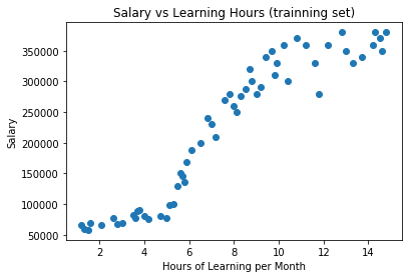 Salary vs Learning Hours (trainning set)
350000
300000
250000
200000
150000
100000
50000
Salary
2 4 6 8 10 12 14
Hours of Learning per Month